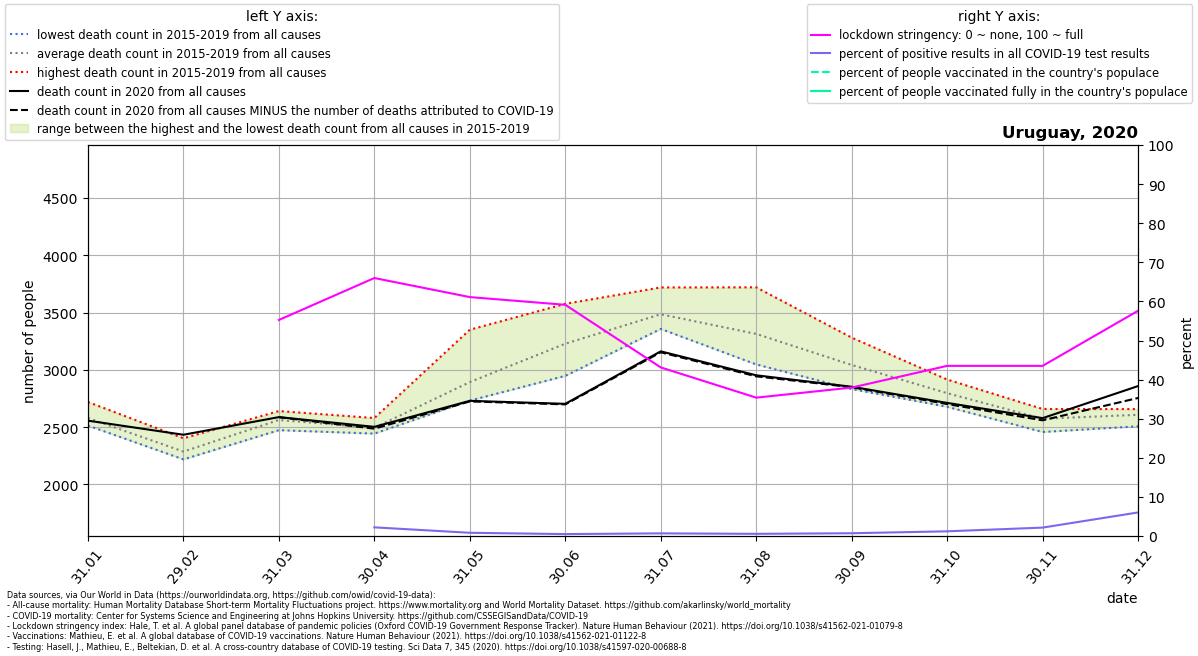 left Y axis:
lowest death count in 2015-2019 from all causes
average death count in 2015-2019 from all causes
highest death count in 2015-2019 from all causes
death count in 2020 from all causes
death count in 2020 from all causes MINUS the number of deaths attributed to COVID-19
range between the highest and the lowest death count from all causes in 2015-2019
right Y axis:
lockdown stringency: 0 ~ none, 100 ~ full
percent of positive results in all COVID-19 test results
percent of people vaccinated in the country's populace
percent of people vaccinated fully in the country's populace
Uruguay, 2020
number of people
4500
4000
3500
3000
2500
2000
100
90
80
70
60
50
40
30
20
10
0
percent
31.01
29.02
31.03
30.04
31.05
30.06
31.07
31.08
30.09
31.10
30.11
31.12
date
Data sources, via Our World in Data (https://ourworldindata.org, https://github.com/owid/covid-19-data):
- All-cause mortality: Human Mortality Database Short-term Mortality Fluctuations project. https://www.mortality.org and World Mortality Dataset. https://github.com/akarlinsky/world_mortality
- COVID-19 mortality: Center for Systems Science and Engineering at Johns Hopkins University. https://github.com/CSSEGISandData/COVID-19
- Lockdown stringency index: Hale, T. et al. A global panel database of pandemic policies (Oxford COVID-19 Government Response Tracker). Nature Human Behaviour (2021). https://doi.org/10.1038/s41562-021-01079-8
- Vaccinations: Mathieu, E. et al. A global database of COVID-19 vaccinations. Nature Human Behaviour (2021). https://doi.org/10.1038/s41562-021-01122-8
- Testing: Hasell, J., Mathieu, E., Beltekian, D. et al. A cross-country database of COVID-19 testing. Sci Data 7, 345 (2020). https://doi.org/10.1038/s41597-020-00688-8